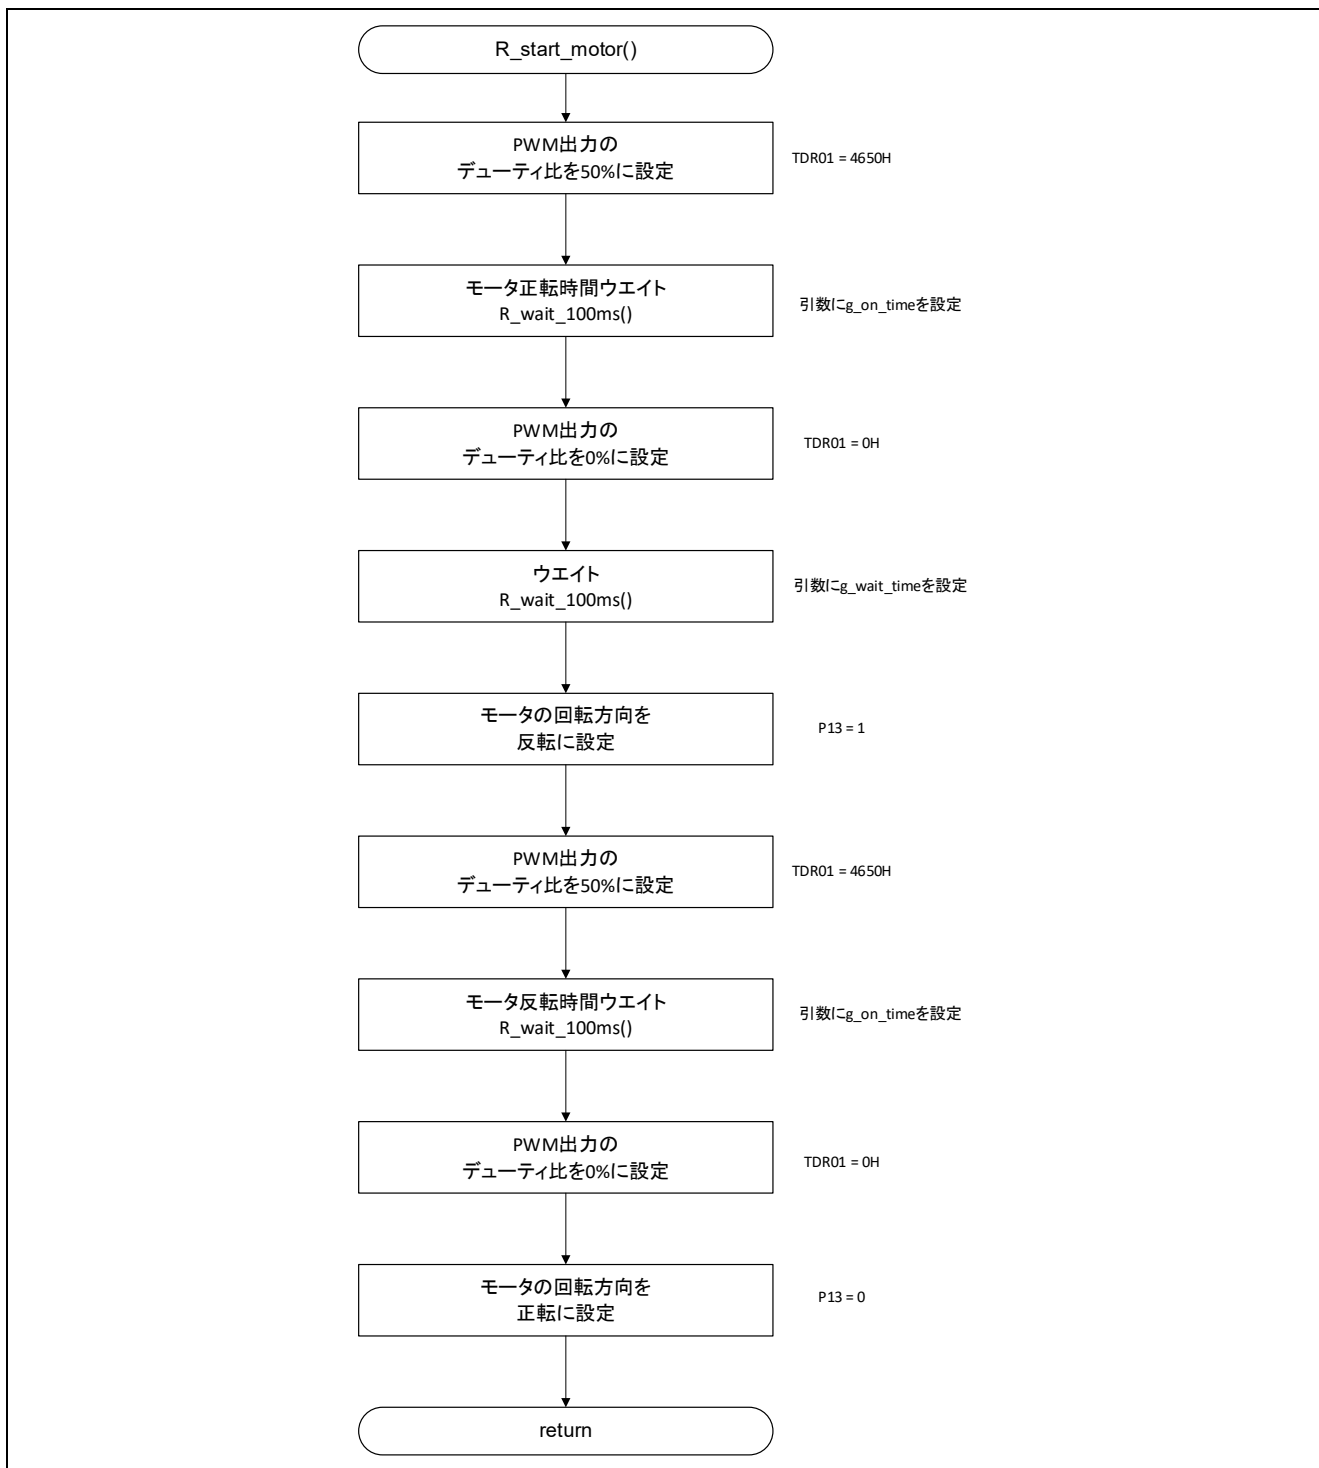 R_start_motor()
PWM出力の
デューティ比を50%に設定
TDR01 = 4650H
モータ正転時間ウエイト
R_wait_100ms()
引数にg_on_timeを設定
PWM出力の
デューティ比を0%に設定
TDR01 = 0H
ウエイト
R_wait_100ms()
引数にg_wait_timeを設定
モータの回転方向を
反転に設定
P13 = 1
PWM出力の
デューティ比を50%に設定
TDR01 = 4650H
モータ反転時間ウエイト
R_wait_100ms()
引数にg_on_timeを設定
PWM出力の
デューティ比を0%に設定
TDR01 = 0H
モータの回転方向を
正転に設定
P13 = 0
return